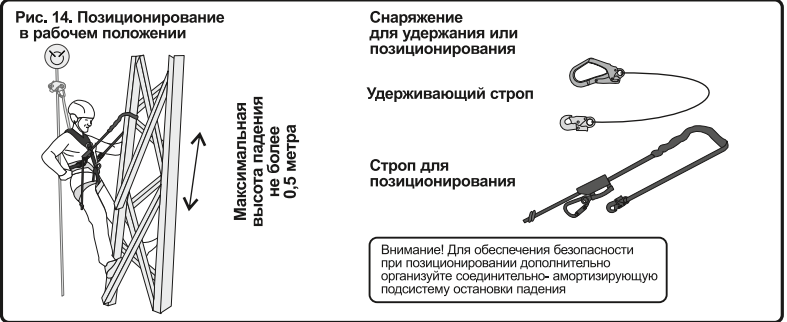 Рис. 14. Позиционирование
в рабочем положении
Максимальная
высота падения
не более
0,5 метра
Снаряжение
для удержания или
позиционирования
Удерживающий строп
Строп для
позиционирования
Внимание! Для обеспечения безопасности
при позиционировании дополнительно
организуйте соединительно- амортизирующую
подсистему остановки падения